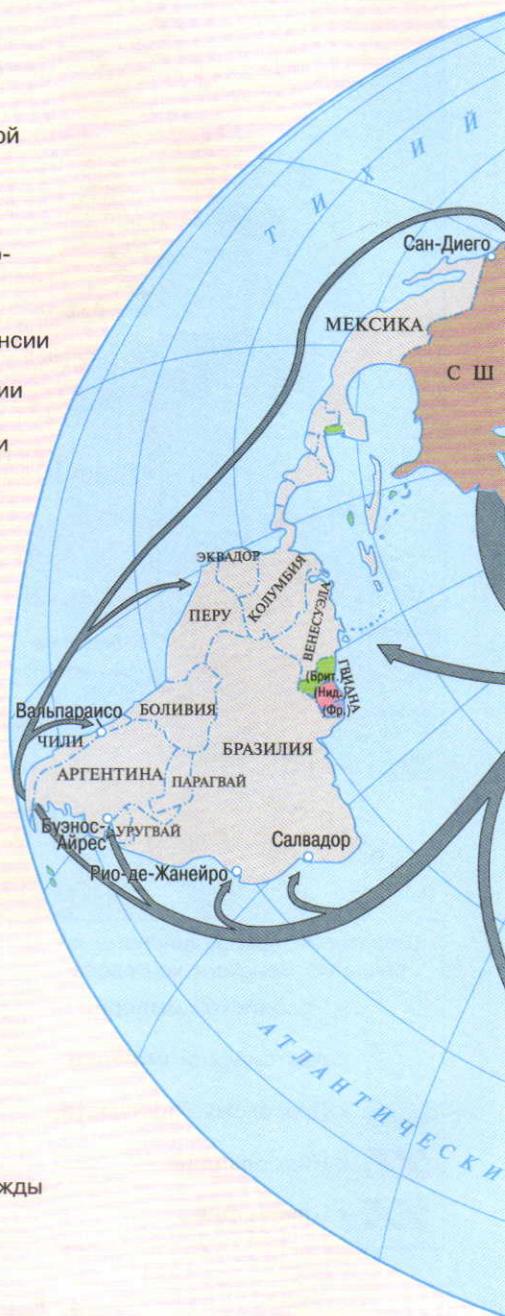 ой
о-
нсии
ии
и
ТИХИЙ
Сан-Диего
МЕКСИКА
С Ш
ЭКВАДОР
КОЛУМБИЯ
ПЕРУ
ВЕНЕСУЭЛА
ГВИАНА
(Брит.
(Нид.
(Фр.)
Вальпараисо
БОЛИВИЯ
ЧИЛИ
БРАЗИЛИЯ
АРГЕНТИНА
ПАРАГВАЙ
Буэнос-
Айрес
УРУГВАЙ
Салвадор
Рио-де-Жанейро
АТЛАНТИЧЕСКИ
жды